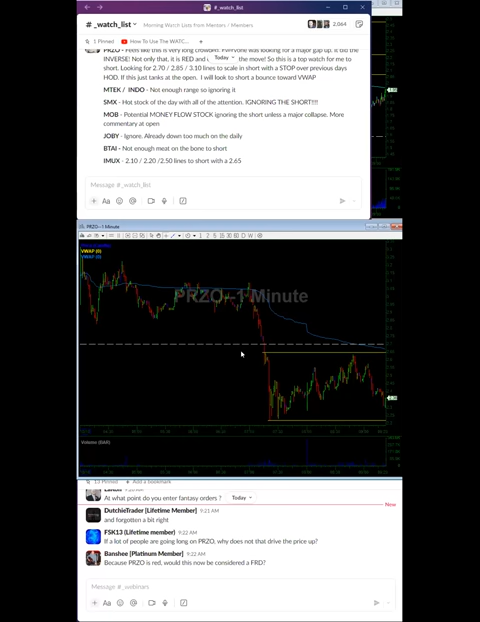 # _watch_list
# _watch_list
Morning Watch Lists from Mentors / Members
2,064
1 Pinned
How To Use The WATC...
PRZO - Feels like this is very long crowded. Everyone was looking for a major gap up. It did the
INVERSE! Not only that, it is RED and the move! So this is a top watch for me to
Today
short. Looking for 2.70 / 2.85 / 3.10 lines to scale in short with a STOP over previous days
HOD. If this just tanks at the open. I will look to short a bounce toward VWAP
MTEK / INDO - Not enough range so ignoring it
SMX - Hot stock of the day with all of the attention. IGNORING THE SHORT!!!!
MOB - Potential MONEY FLOW STOCK ignoring the short unless a major collapse. More
commentary at open
JOBY - Ignore. Already down too much on the daily
BTAI - Not enough meat on the bone to short
IMUX - 2.10 / 2.20 /2.50 lines to short with a 2.65
Message #_watch_list
PRZO--1 Minute
VWAP (B)
PRZO--1 Minute
Volume (BAR)
13 Pinned
Add a bookmark
At what point do you enter fantasy orders ?
Today
New
DutchieTrader [Lifetime Member] 9:21 AM
and forgotten a bit right
FSK13 (Lifetime member) 9:22 AM
If a lot of people are going long on PRZO, why does not that drive the price up?
Banshee [Platinum Member] 9:22 AM
Because PRZO is red, would this now be considered a FRD?
Message #_webinars